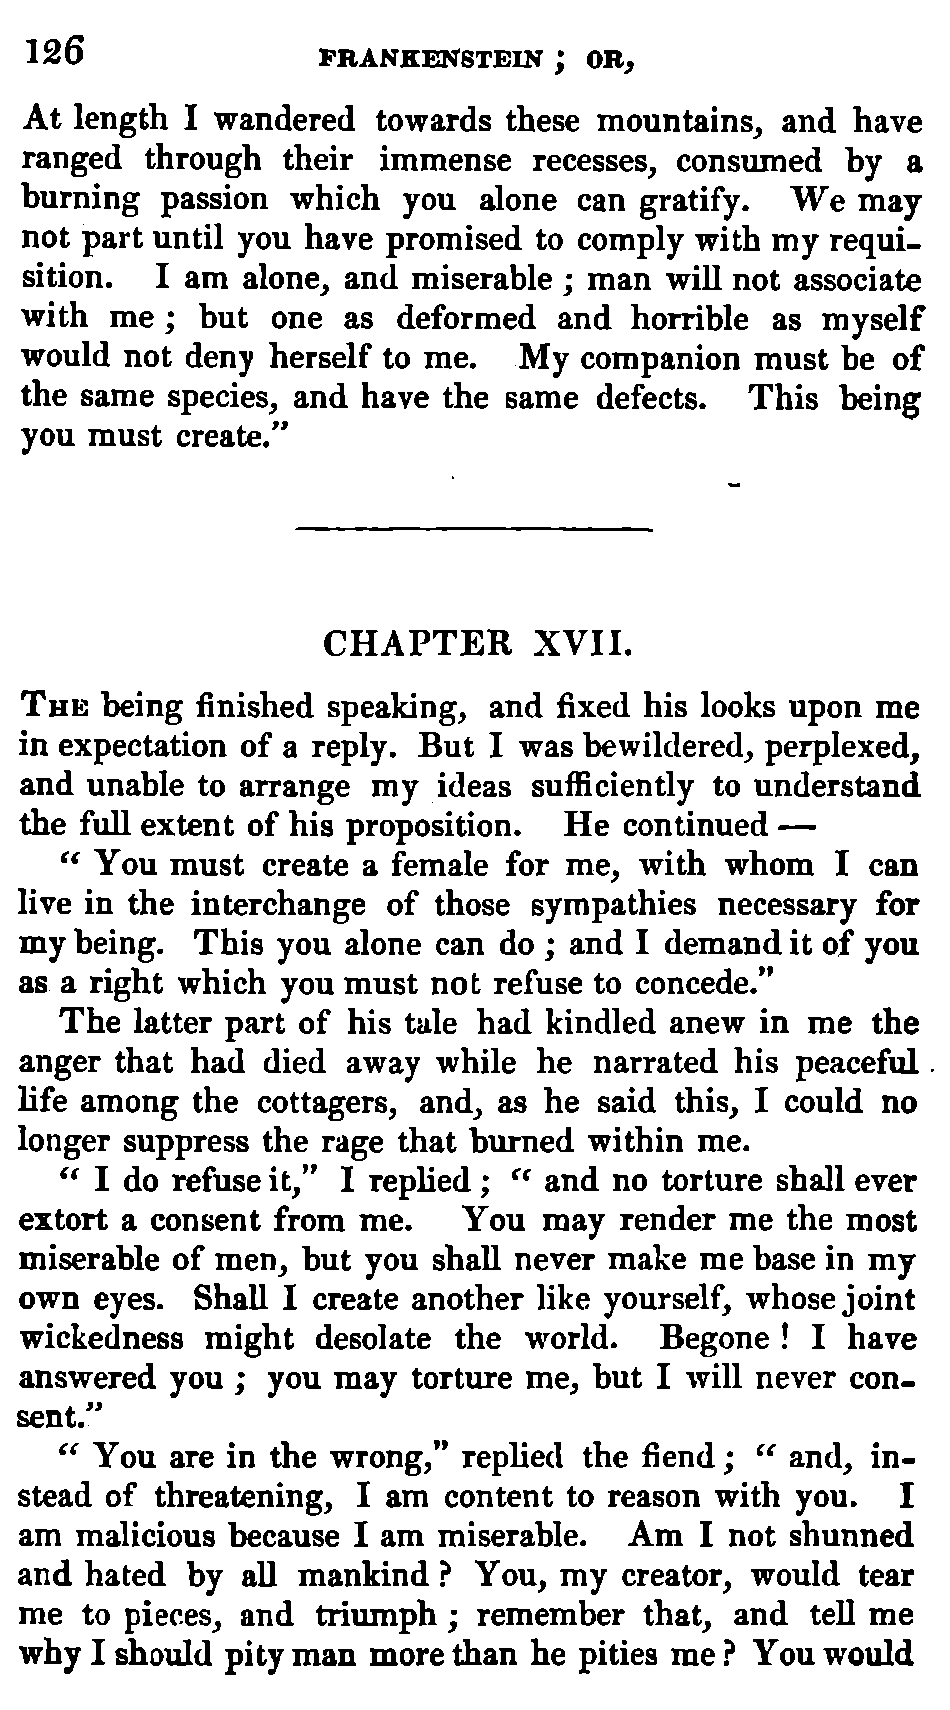 126 FRANKENSTEIN ; OR,
At length I wandered towards these mountains, and have
ranged through their immense recesses, consumed by a
burning passion which you alone can gratify. We may
not part until you have promised to comply with my requi-
sition. I am alone, and miserable ; man will not associate
with me ; but one as deformed and horrible as myself
would not deny herself to me. My companion must be of
the same species, and have the same defects. This being
you must create.”
CHAPTER XVII.
THE being finished speaking, and fixed his looks upon me
in expectation of a reply. But I was bewildered, perplexed,
and unable to arrange my ideas sufficiently to understand
the full extent of his proposition. He continued —
“ You must create a female for me, with whom I can
live in the interchange of those sympathies necessary for
my being. This you alone can do ; and I demand it of you
as a right which you must not refuse to concede.”
The latter part of his tale had kindled anew in me the
anger that had died away while he narrated his peaceful
life among the cottagers, and, as he said this, I could no
longer suppress the rage that burned within me.
“ I do refuse it,” I replied ; “ and no torture shall ever
extort a consent from me. You may render me the most
miserable of men, but you shall never make me base in my
own eyes. Shall I create another like yourself, whose joint
wickedness might desolate the world. Begone ! I have
answered you ; you may torture me, but I will never con-
sent.”
“ You are in the wrong,” replied the fiend ; “ and, in-
stead of threatening, I am content to reason with you. I
am malicious because I am miserable. Am I not shunned
and hated by all mankind ? You, my creator, would tear
me to pieces, and triumph ; remember that, and tell me
why I should pity man more than he pities me ? You would